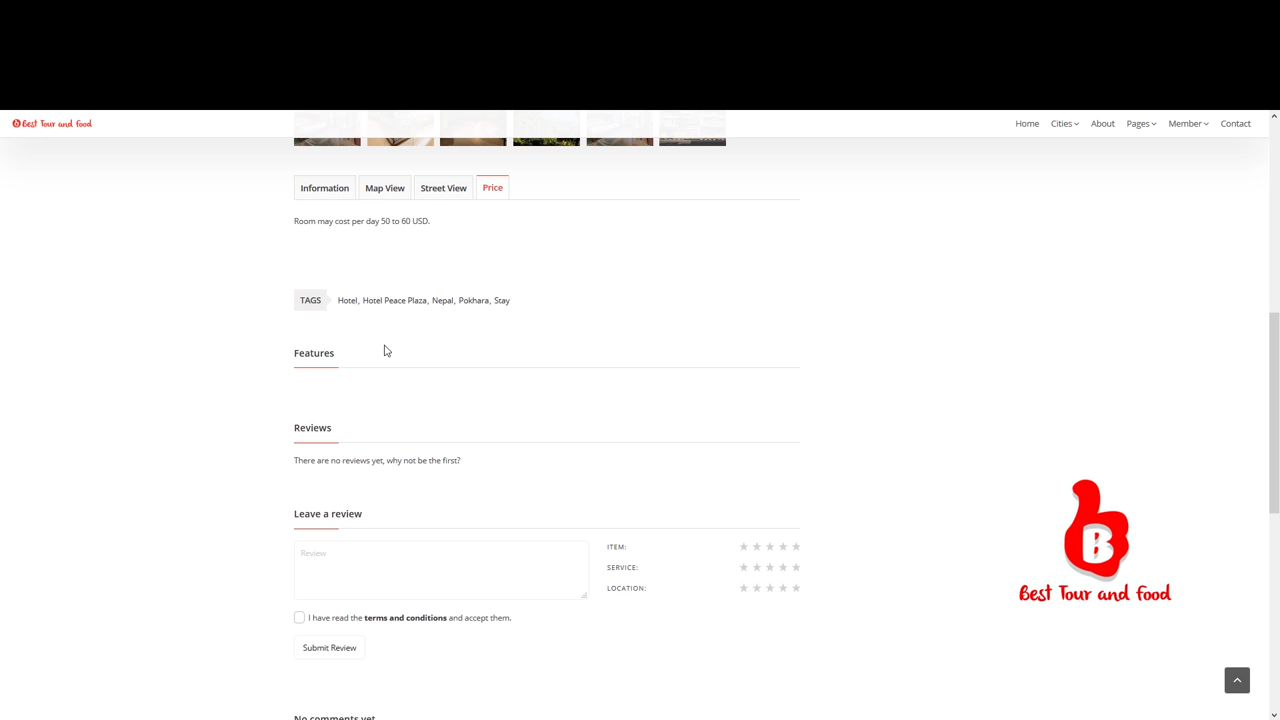 Best Tour and food
Home Cities About Pages Member Contact
Information Map View Street View Price
Room may cost per day 50 to 60 USD.
TAGS Hotel, Hotel Peace Plaza, Nepal, Pokhara, Stay
Features
Reviews
There are no reviews yet, why not be the first?
Leave a review
Review
ITEM:
SERVICE:
LOCATION:
I have read the terms and conditions and accept them.
Submit Review
B
Best Tour and food
No comments yet